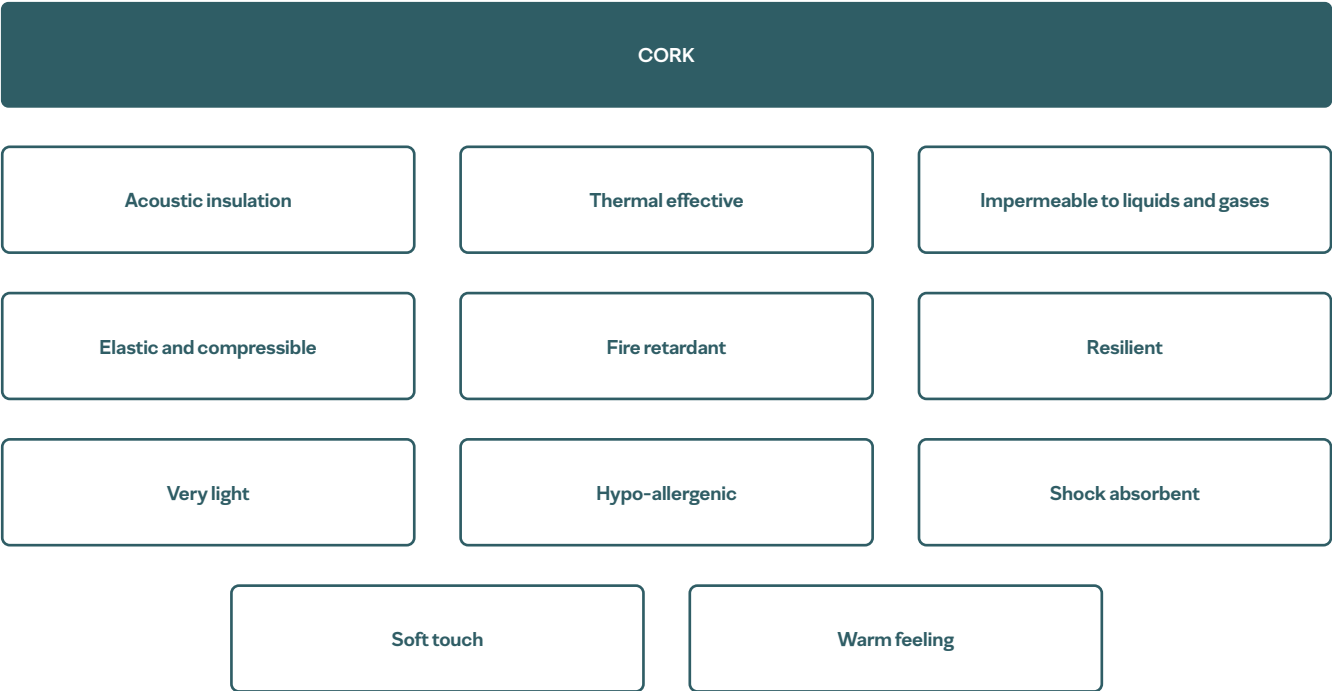 CORK
Acoustic insulation
Thermal effective
Impermeable to liquids and gases
Elastic and compressible
Fire retardant
Resilient
Very light
Hypo-allergenic
Shock absorbent
Soft touch
Warm feeling